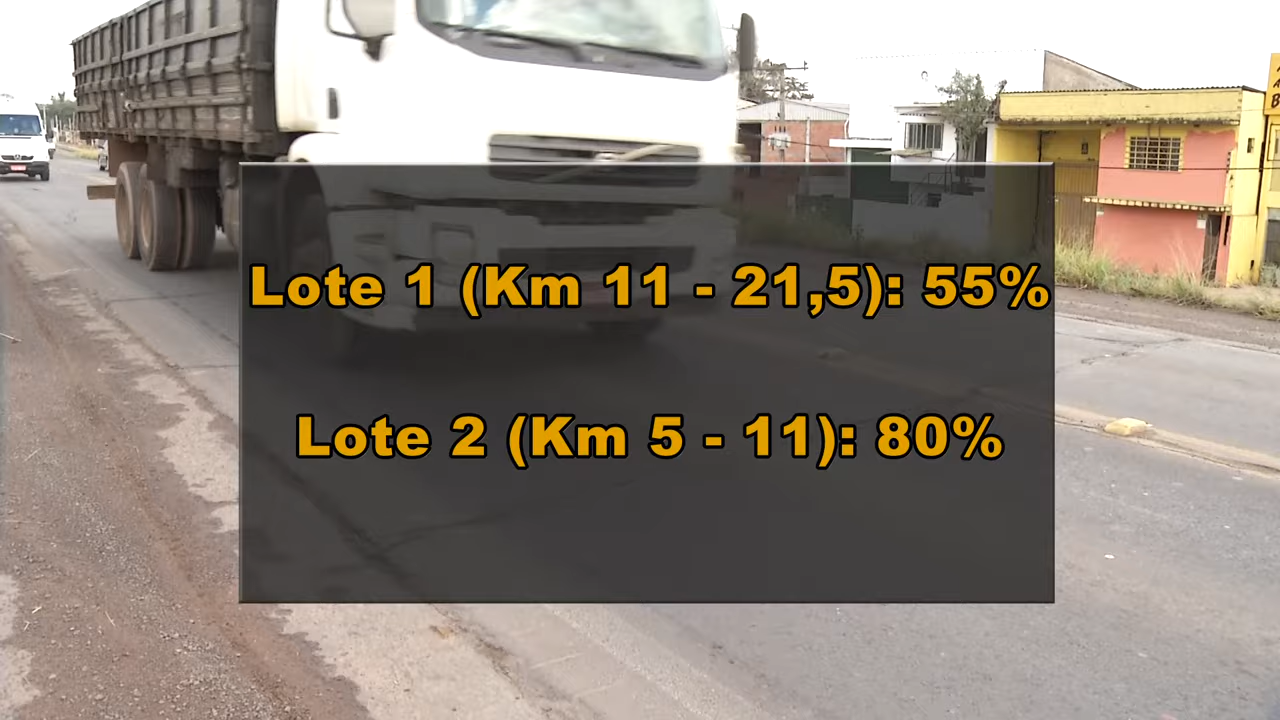 Lote 1 (Km 11 - 21,5): 55%
Lote 2 (Km 5 - 11): 80%